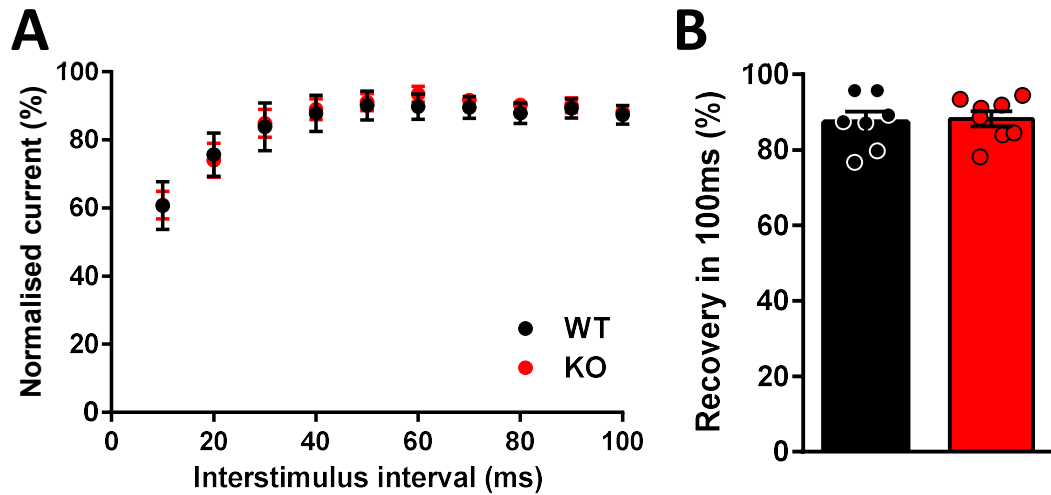 A
Normalised current (%)
100
80
60
40
20
0
0 20 40 60 80 100
Interstimulus interval (ms)
WT
KO
B
Recovery in 100ms (%)
100
80
60
40
20
0